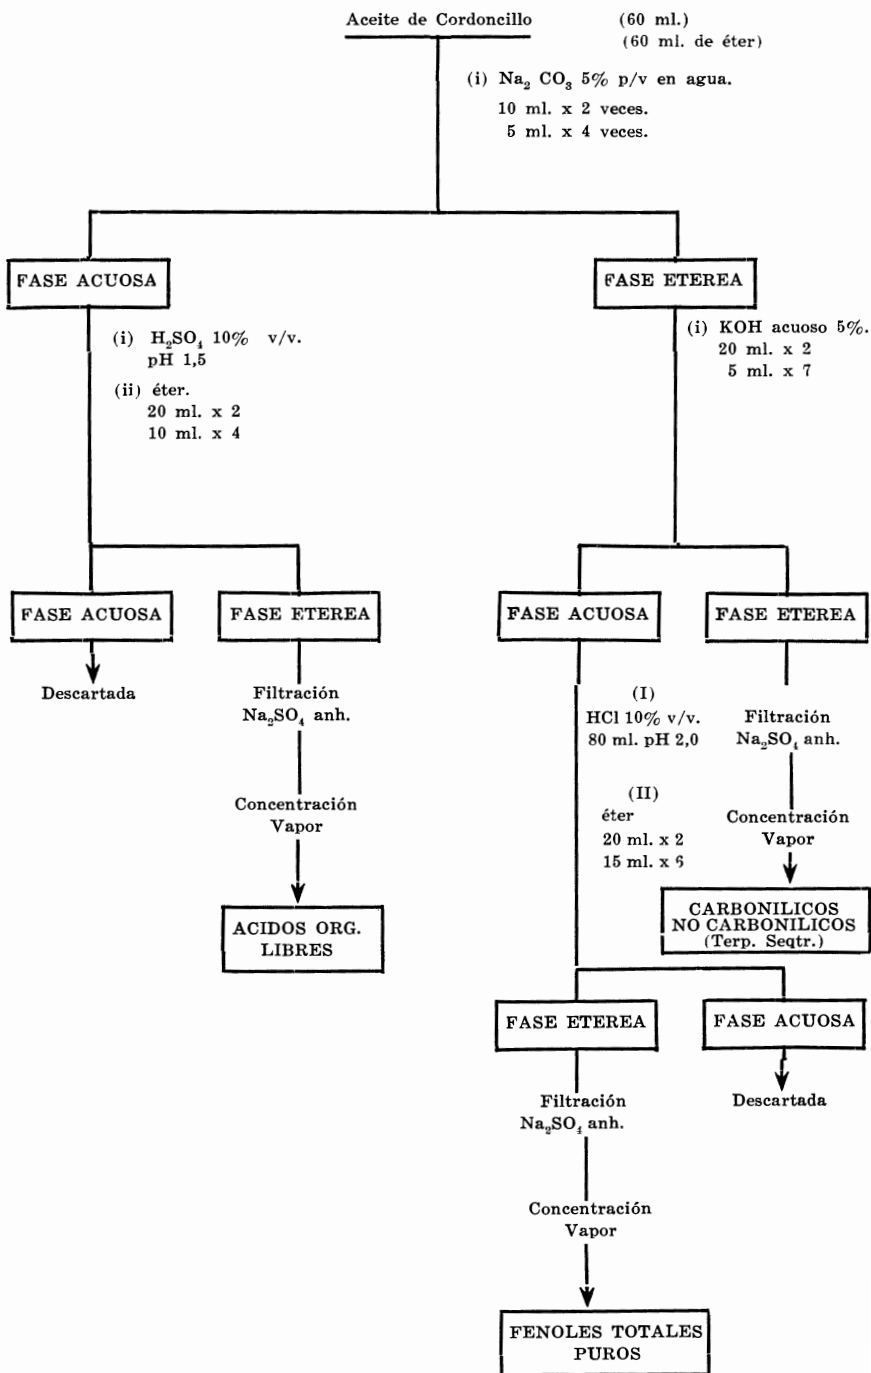 Aceite de Cordoncillo (60 ml.)
(60 ml. de éter)
(i) Na₂ CO₃ 5% p/v en agua.
10 ml. x 2 veces.
5 ml. x 4 veces.
FASE ACUOSA
FASE ETEREA
(i) H₂SO₄ 10% v/v.
pH 1,5
(ii) éter.
20 ml. x 2
10 ml. x 4
(i) KOH acuoso 5%.
20 ml. x 2
5 ml. x 7
FASE ACUOSA
FASE ETEREA
FASE ACUOSA
FASE ETEREA
Descartada
Filtración
Na₂SO₄ anh.
Concentración
Vapor
ACIDOS ORG.
LIBRES
(I)
HCl 10% v/v.
80 ml. pH 2,0
(II)
éter
20 ml. x 2
15 ml. x 6
Filtración
Na₂SO₄ anh.
Concentración
Vapor
CARBONILICOS
NO CARBONILICOS
(Terp. Seqtr.)
FASE ETEREA
FASE ACUOSA
Filtración
Na₂SO₄ anh.
Descartada
Concentración
Vapor
FENOLES TOTALES
PUROS